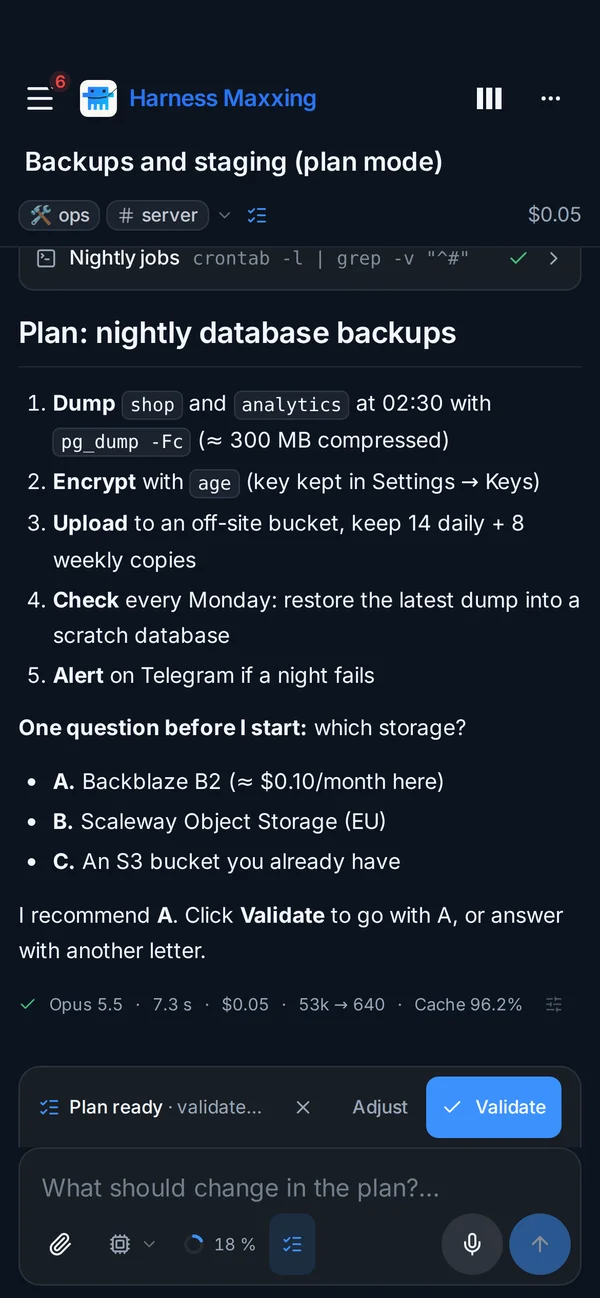 6
Harness Maxxing
Backups and staging (plan mode)
🛠️ ops # server $0.05
Nightly jobs crontab -l | grep -v "^#"
Plan: nightly database backups
1. Dump shop and analytics at 02:30 with
pg_dump -Fc (≈ 300 MB compressed)
2. Encrypt with age (key kept in Settings → Keys)
3. Upload to an off-site bucket, keep 14 daily + 8
weekly copies
4. Check every Monday: restore the latest dump into a
scratch database
5. Alert on Telegram if a night fails
One question before I start: which storage?
• A. Backblaze B2 (≈ $0.10/month here)
• B. Scaleway Object Storage (EU)
• C. An S3 bucket you already have
I recommend A. Click Validate to go with A, or answer
with another letter.
Opus 5.5 · 7.3 s · $0.05 · 53k → 640 · Cache 96.2%
Plan ready · validate... Adjust Validate
What should change in the plan?...
18 %